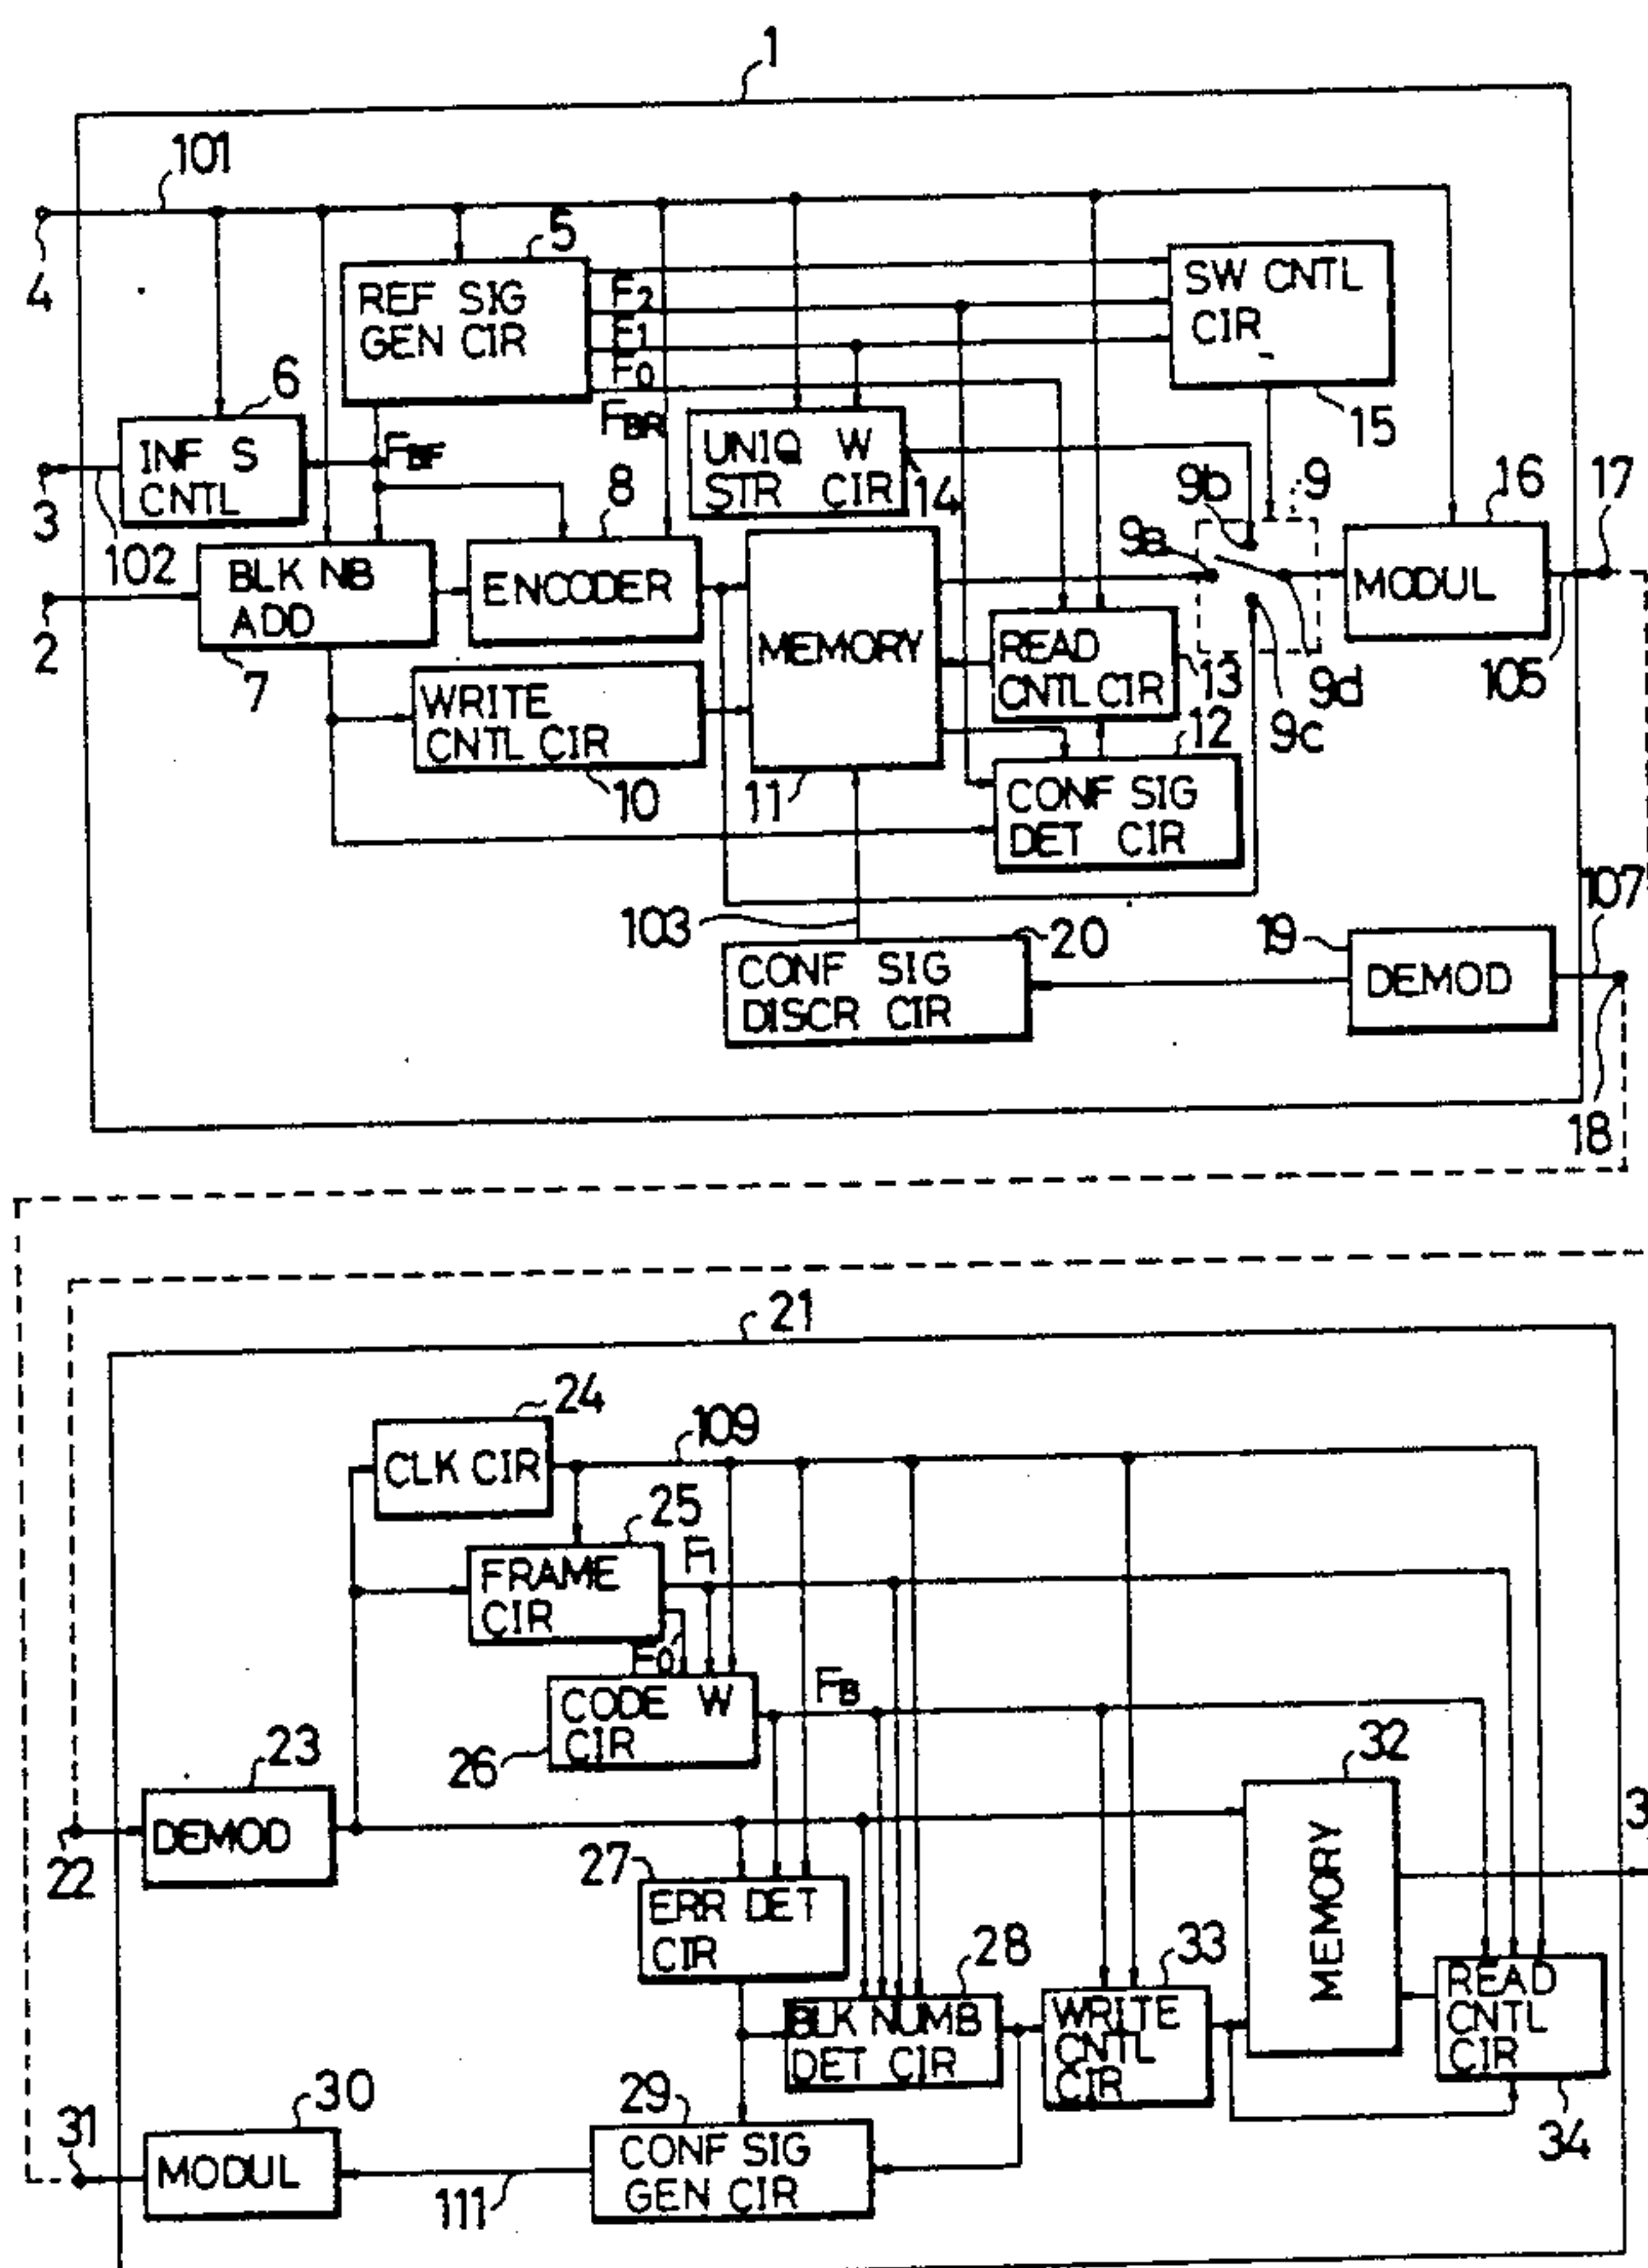 1
101
4
5
REF SIG
GEN CIR
F2
F1
F0
FBR
SW CNTL
CIR
15
6
INF S
CNTL
FBF
3
102
UNIQ W
STR CIR
14
8
9b
9
16
17
9a
BLK NB
ADD
ENCODER
MEMORY
MODUL
2
7
READ
CNTL CIR
13
9d
105
WRITE
CNTL CIR
9c
12
10
11
CONF SIG
DET CIR
107
103
20
19
CONF SIG
DISCR CIR
DEMOD
18
21
24
109
CLK CIR
25
F1
FRAME
CIR
F0
CODE W
CIR
FB
26
23
32
DEMOD
22
MEMORY
3
27
ERR DET
CIR
28
33
BLK NUMB
DET CIR
WRITE
CNTL
CIR
READ
CNTL
CIR
30
29
31
MODUL
CONF SIG
GEN CIR
34
111